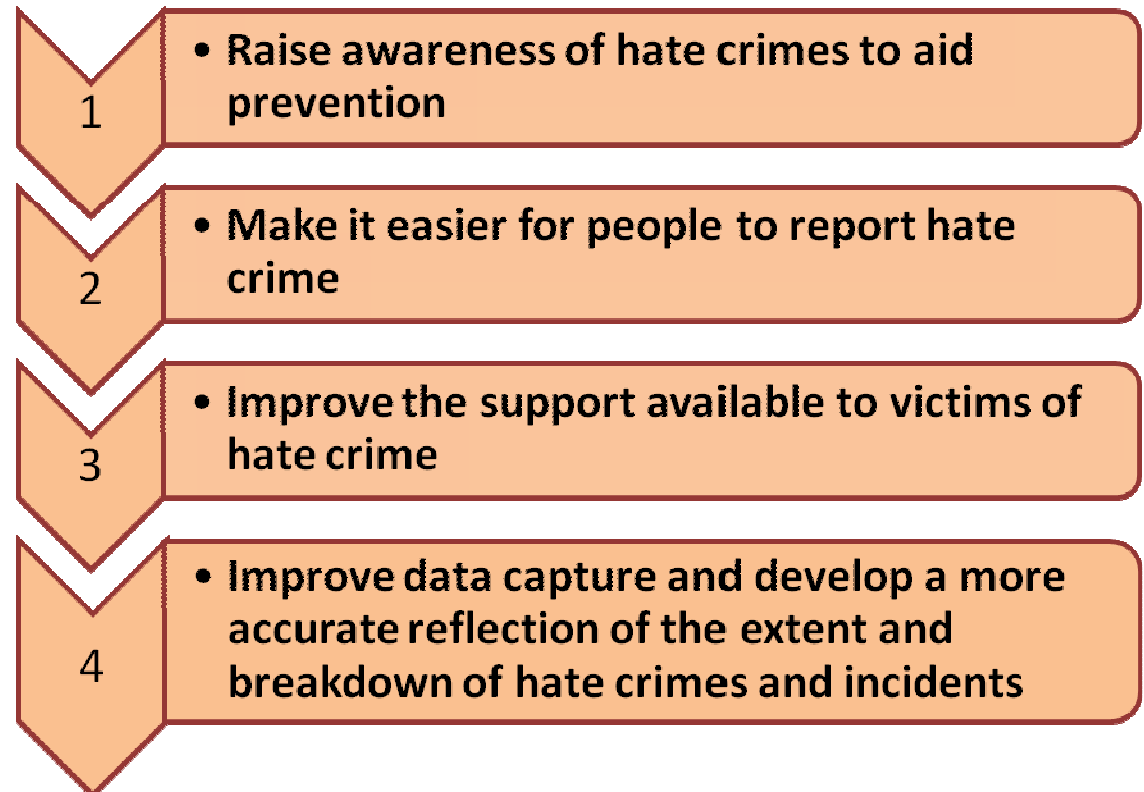 1
• Raise awareness of hate crimes to aid
prevention
2
• Make it easier for people to report hate
crime
3
• Improve the support available to victims of
hate crime
4
• Improve data capture and develop a more
accurate reflection of the extent and
breakdown of hate crimes and incidents